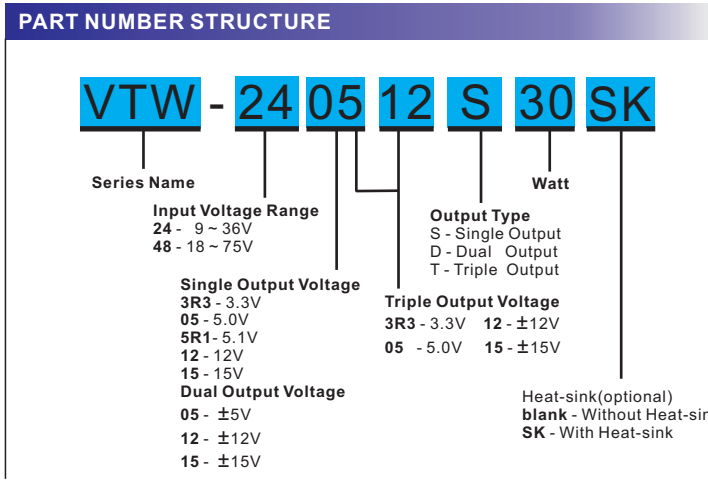 PART NUMBER STRUCTURE
VTW - 24 05 12 S 30 SK
Series Name
Watt
Input Voltage Range
24 - 9 ~ 36V
48 - 18 ~ 75V
Output Type
S - Single Output
D - Dual Output
T - Triple Output
Single Output Voltage
3R3 - 3.3V
05 - 5.0V
5R1- 5.1V
12 - 12V
15 - 15V
Triple Output Voltage
3R3 - 3.3V 12 - ±12V
05 - 5.0V 15 - ±15V
Dual Output Voltage
05 - ±5V
12 - ±12V
15 - ±15V
Heat-sink(optional)
blank - Without
SK - With Heat-sink